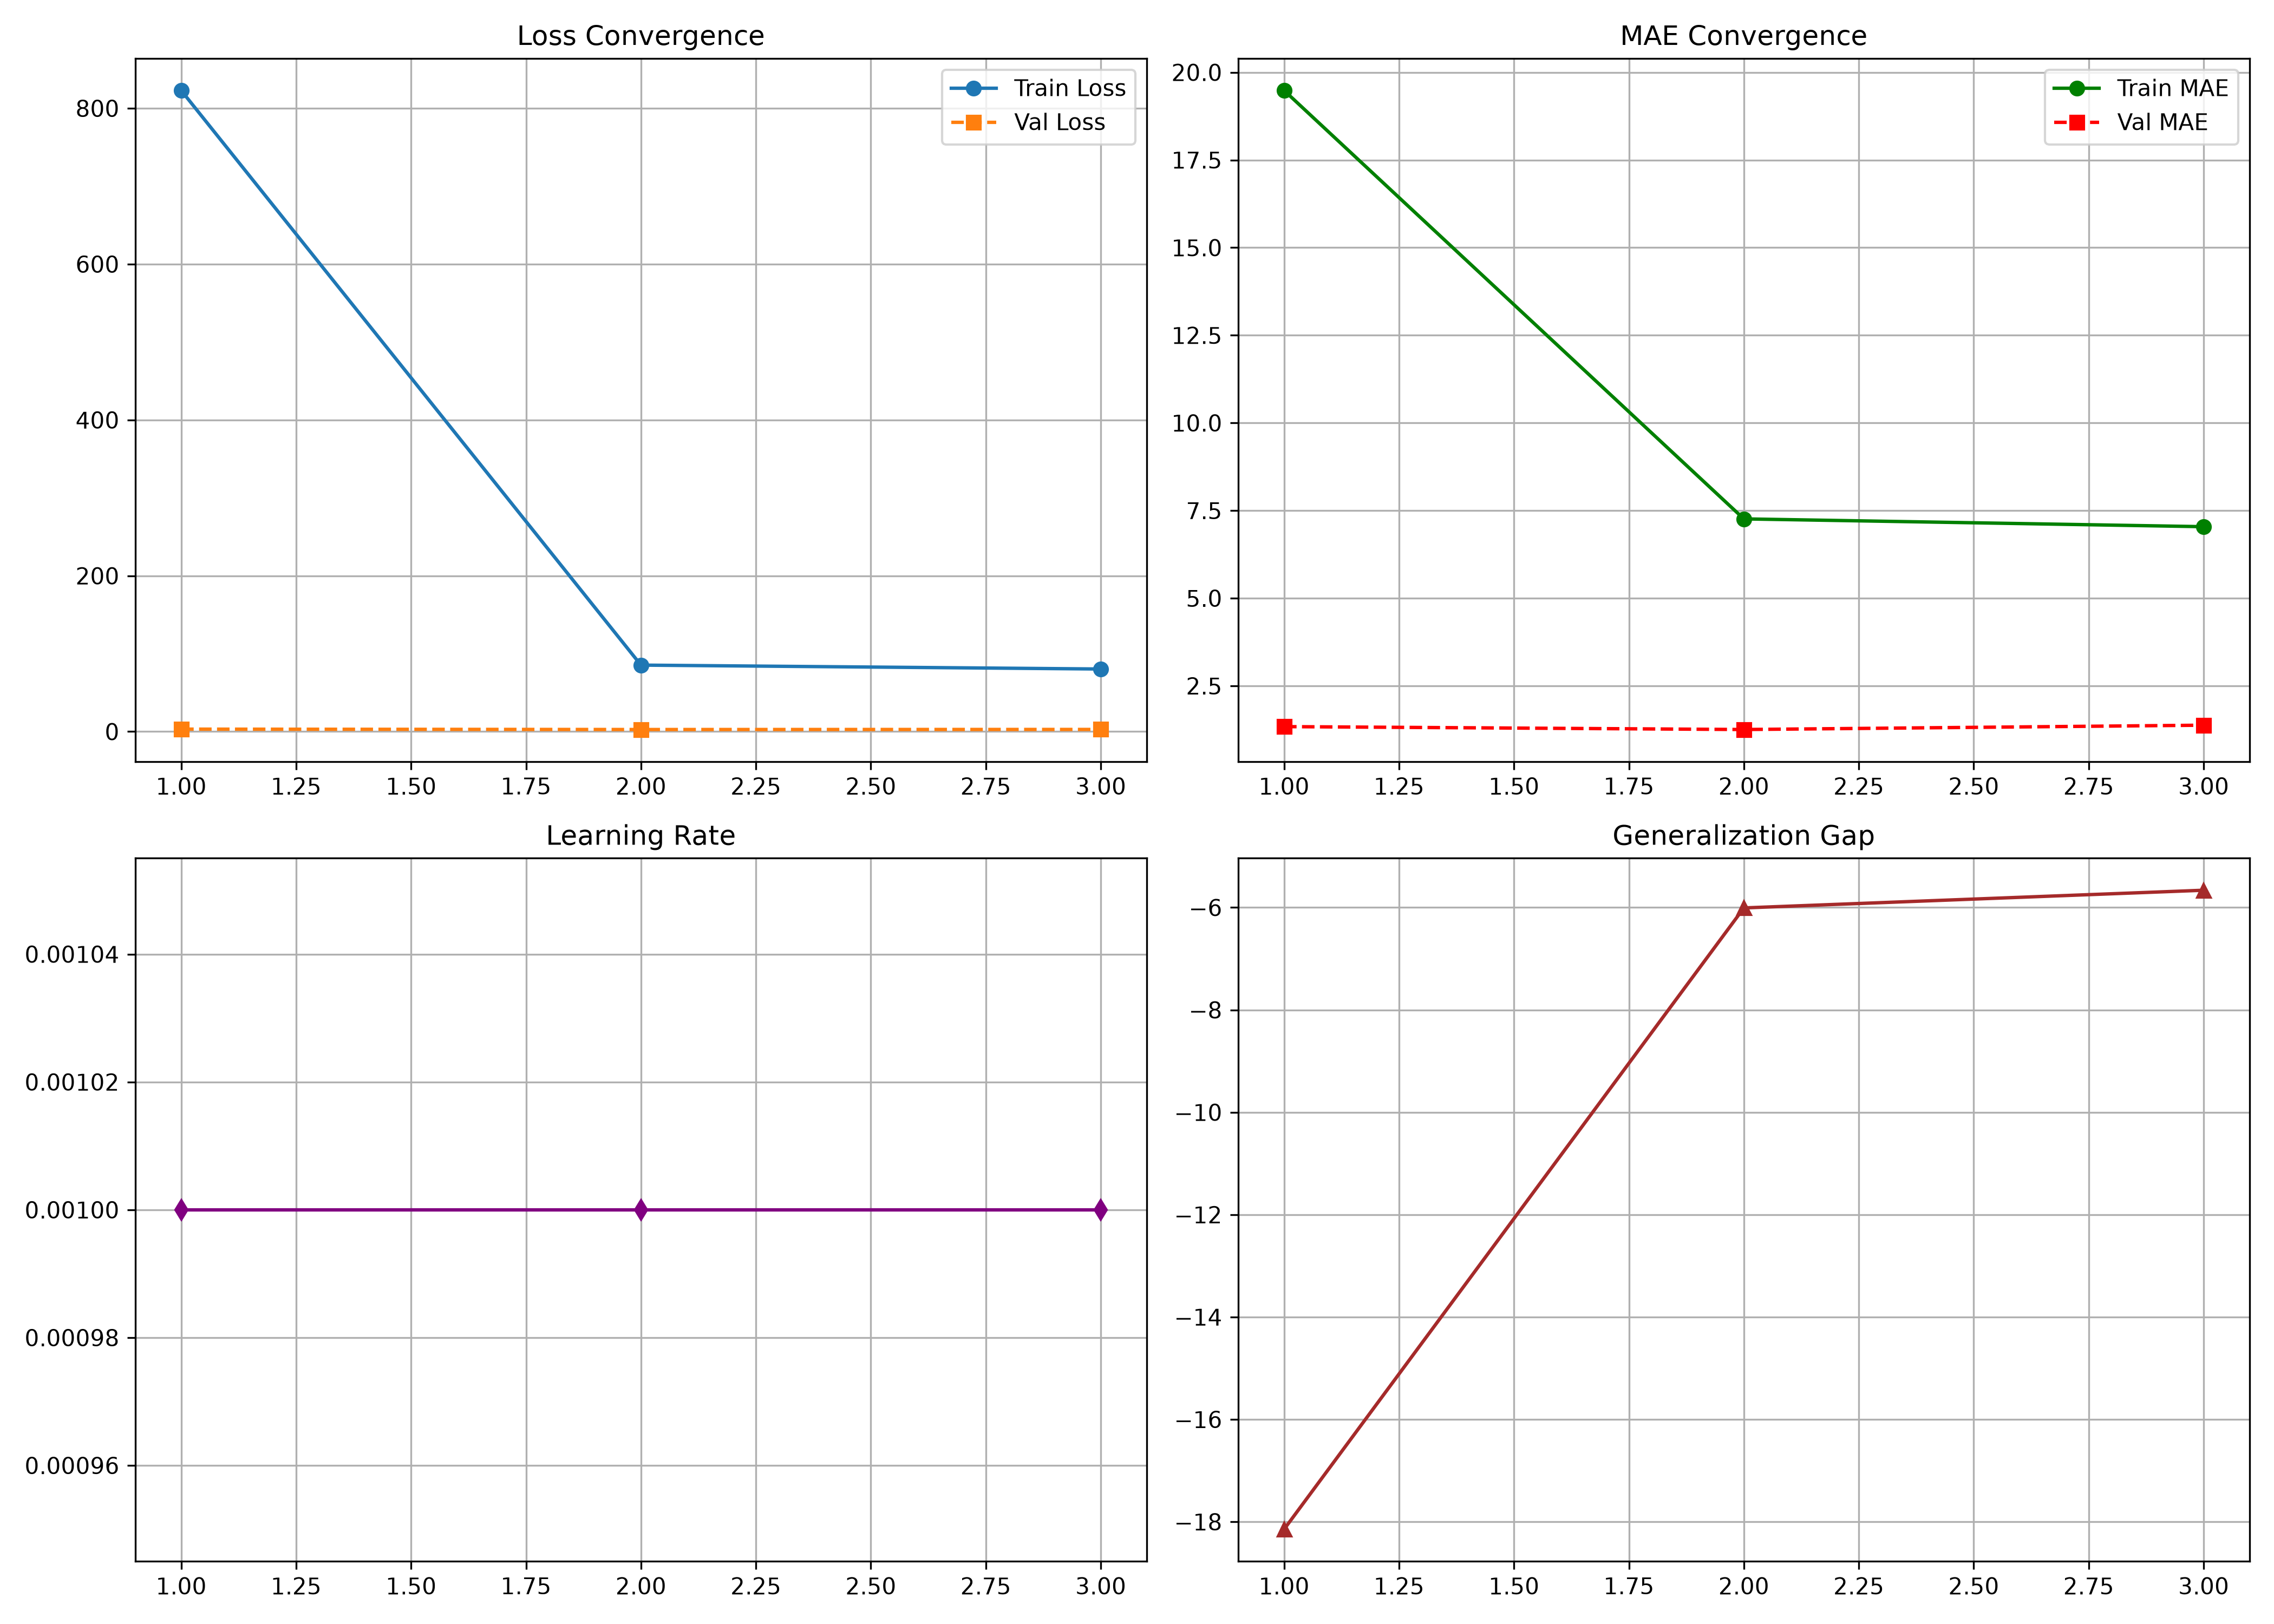 Loss Convergence
800
600
400
200
0
Train Loss
Val Loss
1.00 1.25 1.50 1.75 2.00 2.25 2.50 2.75 3.00
MAE Convergence
20.0
17.5
15.0
12.5
10.0
7.5
5.0
2.5
Train MAE
Val MAE
1.00 1.25 1.50 1.75 2.00 2.25 2.50 2.75 3.00
Learning Rate
0.00104
0.00102
0.00100
0.00098
0.00096
1.00 1.25 1.50 1.75 2.00 2.25 2.50 2.75 3.00
Generalization Gap
−6
−8
−10
−12
−14
−16
−18
1.00 1.25 1.50 1.75 2.00 2.25 2.50 2.75 3.00